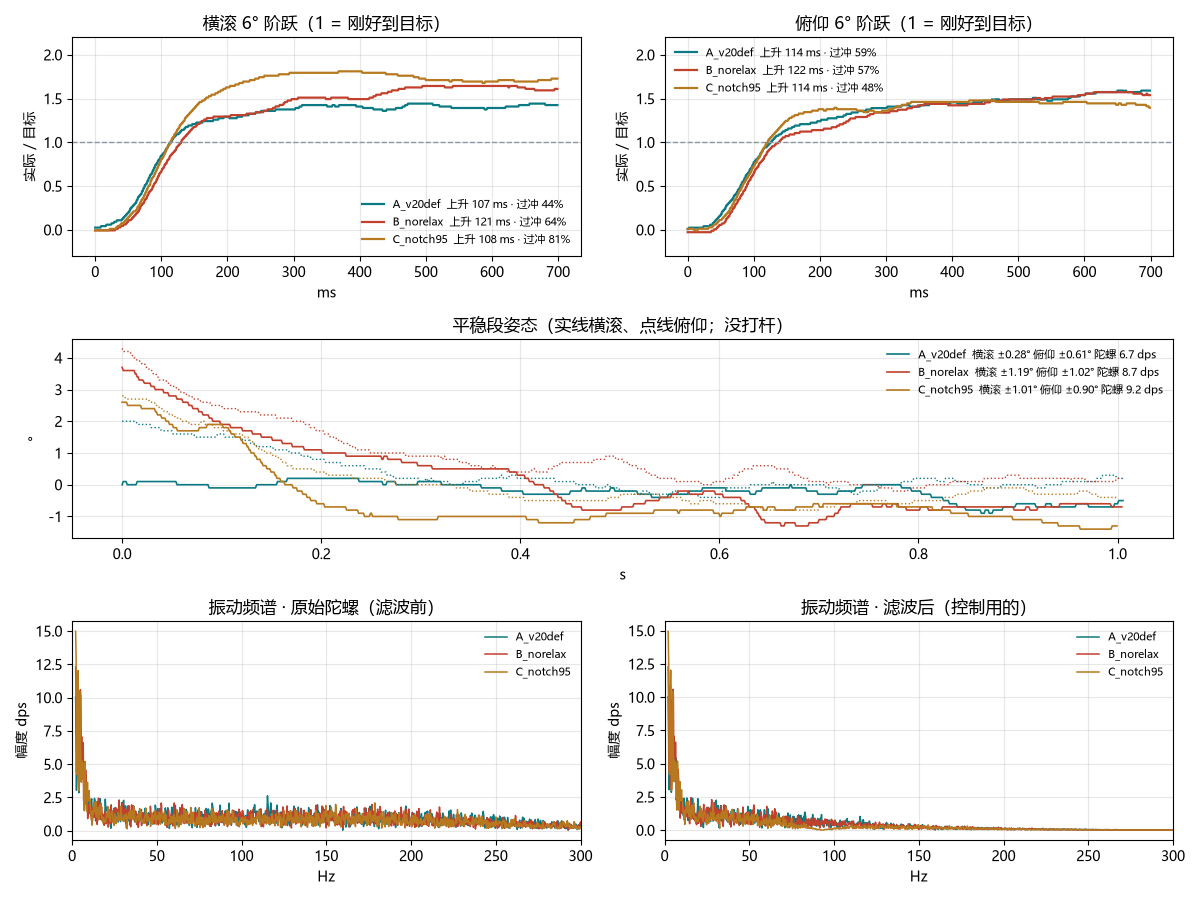 横滚 6° 阶跃（1 = 刚好到目标）
实际 / 目标
2.0
1.5
1.0
0.5
0.0
A_v20def 上升 107 ms · 过冲 44%
B_norelax 上升 121 ms · 过冲 64%
C_notch95 上升 108 ms · 过冲 81%
0 100 200 300 400 500 600 700
ms
俯仰 6° 阶跃（1 = 刚好到目标）
实际 / 目标
2.0
1.5
1.0
0.5
0.0
A_v20def 上升 114 ms · 过冲 59%
B_norelax 上升 122 ms · 过冲 57%
C_notch95 上升 114 ms · 过冲 48%
0 100 200 300 400 500 600 700
ms
平稳段姿态（实线横滚、点线俯仰；没打杆）
°
4
3
2
1
0
-1
A_v20def 横滚 ±0.28° 俯仰 ±0.61° 陀螺 6.7 dps
B_norelax 横滚 ±1.19° 俯仰 ±1.02° 陀螺 8.7 dps
C_notch95 横滚 ±1.01° 俯仰 ±0.90° 陀螺 9.2 dps
0.0 0.2 0.4 0.6 0.8 1.0
s
振动频谱 · 原始陀螺（滤波前）
幅度 dps
15.0
12.5
10.0
7.5
5.0
2.5
0.0
A_v20def
B_norelax
C_notch95
0 50 100 150 200 250 300
Hz
振动频谱 · 滤波后（控制用的）
幅度 dps
15.0
12.5
10.0
7.5
5.0
2.5
0.0
A_v20def
B_norelax
C_notch95
0 50 100 150 200 250 300
Hz